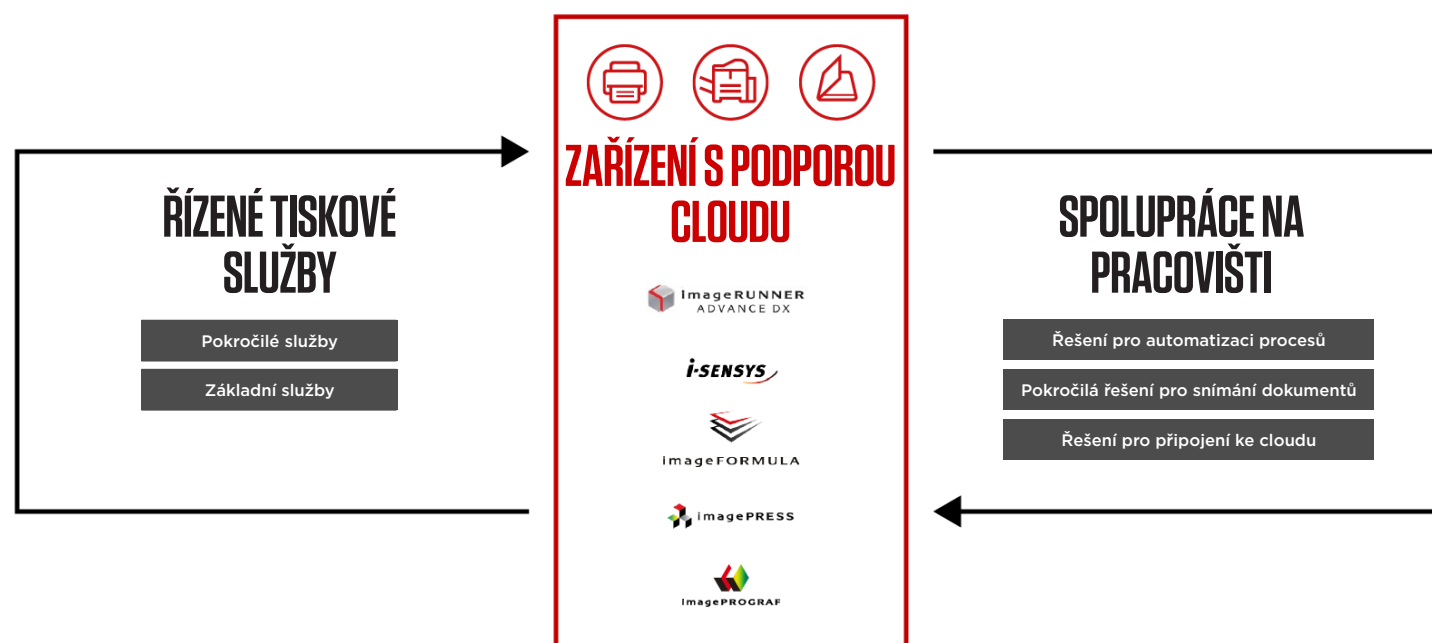 ŘÍZENÉ TISKOVÉ
SLUŽBY
Pokročilé služby
Základní služby
ZAŘÍZENÍ S PODPOROU
CLOUDU
imageRUNNER
ADVANCE DX
i-SENSYS
imageFORMULA
imagePRESS
imagePROGRAF
SPOLUPRÁCE NA
PRACOVIŠTI
Řešení pro automatizaci procesů
Pokročilá řešení pro snímání dokumentů
Řešení pro připojení ke cloudu